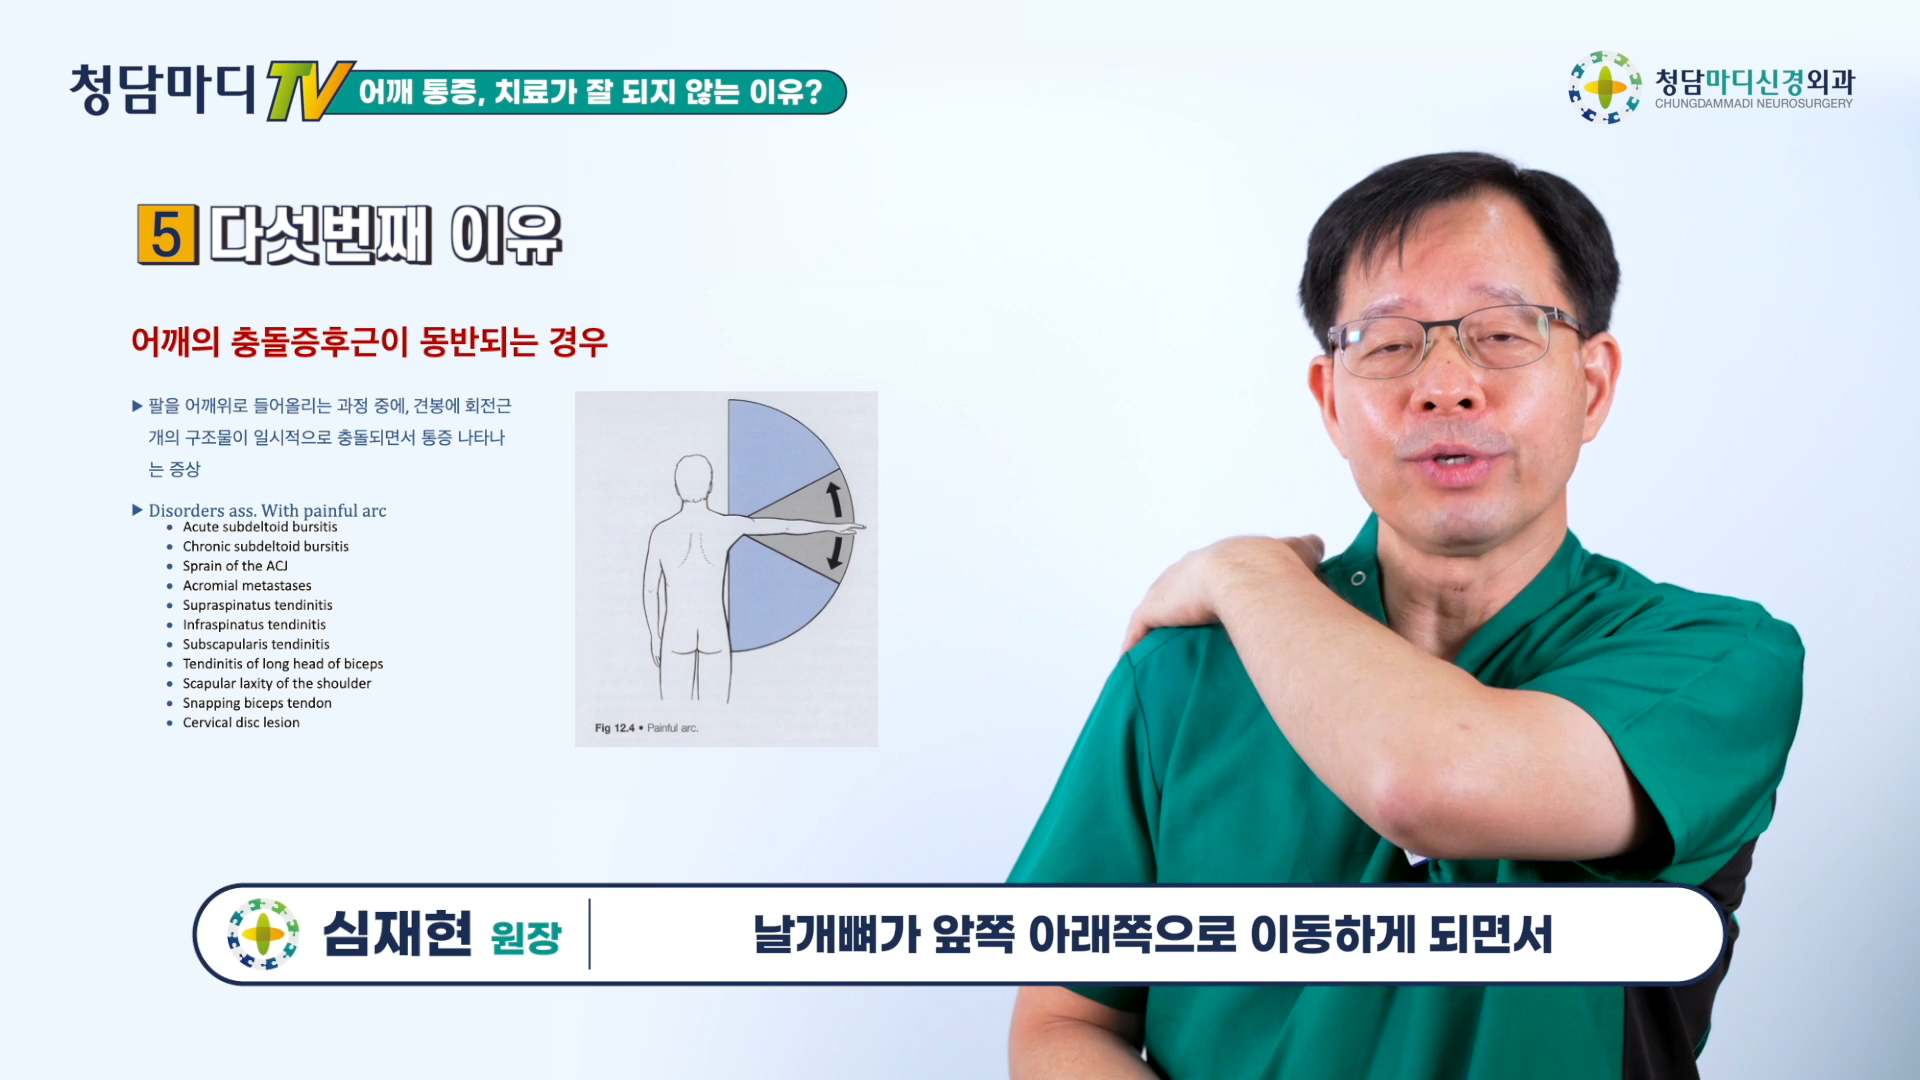 청담마디TV 어깨 통증, 치료가 잘 되지 않는 이유?
청담마디신경외과
CHUNGDAMMADI NEUROSURGERY
5 다섯번째 이유
어깨의 충돌증후근이 동반되는 경우
▶ 팔을 어깨위로 들어올리는 과정 중에, 견봉에 회전근
개의 구조물이 일시적으로 충돌되면서 통증 나타나
는 증상
▶ Disorders ass. With painful arc
• Acute subdeltoid bursitis
• Chronic subdeltoid bursitis
• Sprain of the ACJ
• Acromial metastases
• Supraspinatus tendinitis
• Infraspinatus tendinitis
• Subscapularis tendinitis
• Tendinitis of long head of biceps
• Scapular laxity of the shoulder
• Snapping biceps tendon
• Cervical disc lesion
Fig 12.4 • Painful arc.
심재현 원장
날개뼈가 앞쪽 아래쪽으로 이동하게 되면서